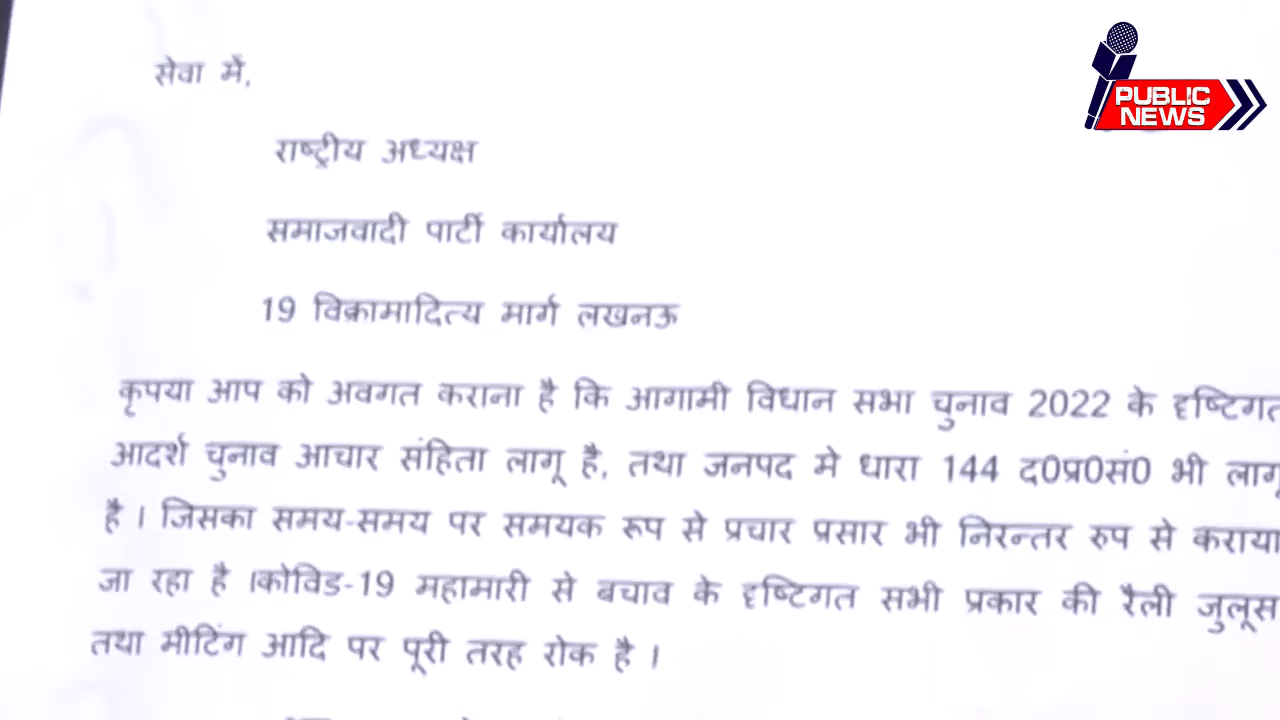 सेवा में,
PUBLIC
NEWS
राष्ट्रीय अध्यक्ष
समाजवादी पार्टी कार्यालय
19 विक्रामादित्य मार्ग लखनऊ
कृपया आप को अवगत कराना है कि आगामी विधान सभा चुनाव 2022 के दृष्टिगत
आदर्श चुनाव आचार संहिता लागू है, तथा जनपद मे धारा 144 द0प्र0सं0 भी लागू
है । जिसका समय-समय पर समयक रूप से प्रचार प्रसार भी निरन्तर रुप से कराया
जा रहा है ।कोविड-19 महामारी से बचाव के दृष्टिगत सभी प्रकार की रैली जुलूस
तथा मीटिंग आदि पर पूरी तरह रोक है ।